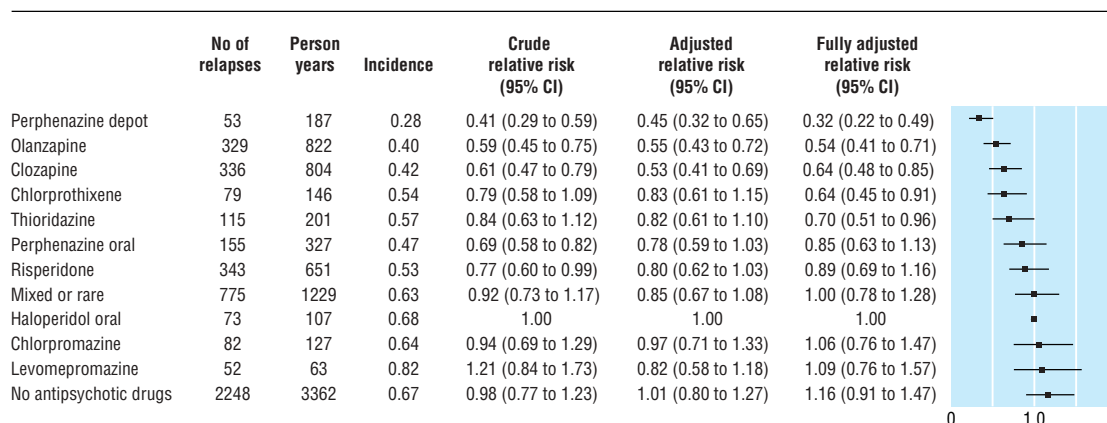 No of Person Crude Adjusted Fully adjusted
relapses years Incidence relative risk relative risk relative risk
(95% CI) (95% CI) (95% CI)
Perphenazine depot 53 187 0.28 0.41 (0.29 to 0.59) 0.45 (0.32 to 0.65) 0.32 (0.22 to 0.49)
Olanzapine 329 822 0.40 0.59 (0.45 to 0.75) 0.55 (0.43 to 0.72) 0.54 (0.41 to 0.71)
Clozapine 336 804 0.42 0.61 (0.47 to 0.79) 0.53 (0.41 to 0.69) 0.64 (0.48 to 0.85)
Chlorprothixene 79 146 0.54 0.79 (0.58 to 1.09) 0.83 (0.61 to 1.15) 0.64 (0.45 to 0.91)
Thioridazine 115 201 0.57 0.84 (0.63 to 1.12) 0.82 (0.61 to 1.10) 0.70 (0.51 to 0.96)
Perphenazine oral 155 327 0.47 0.69 (0.58 to 0.82) 0.78 (0.59 to 1.03) 0.85 (0.63 to 1.13)
Risperidone 343 651 0.53 0.77 (0.60 to 0.99) 0.80 (0.62 to 1.03) 0.89 (0.69 to 1.16)
Mixed or rare 775 1229 0.63 0.92 (0.73 to 1.17) 0.85 (0.67 to 1.08) 1.00 (0.78 to 1.28)
Haloperidol oral 73 107 0.68 1.00 1.00 1.00
Chlorpromazine 82 127 0.64 0.94 (0.69 to 1.29) 0.97 (0.71 to 1.33) 1.06 (0.76 to 1.47)
Levomepromazine 52 63 0.82 1.21 (0.84 to 1.73) 0.82 (0.58 to 1.18) 1.09 (0.76 to 1.57)
No antipsychotic drugs 2248 3362 0.67 0.98 (0.77 to 1.23) 1.01 (0.80 to 1.27) 1.16 (0.91 to 1.47)
0 1.0